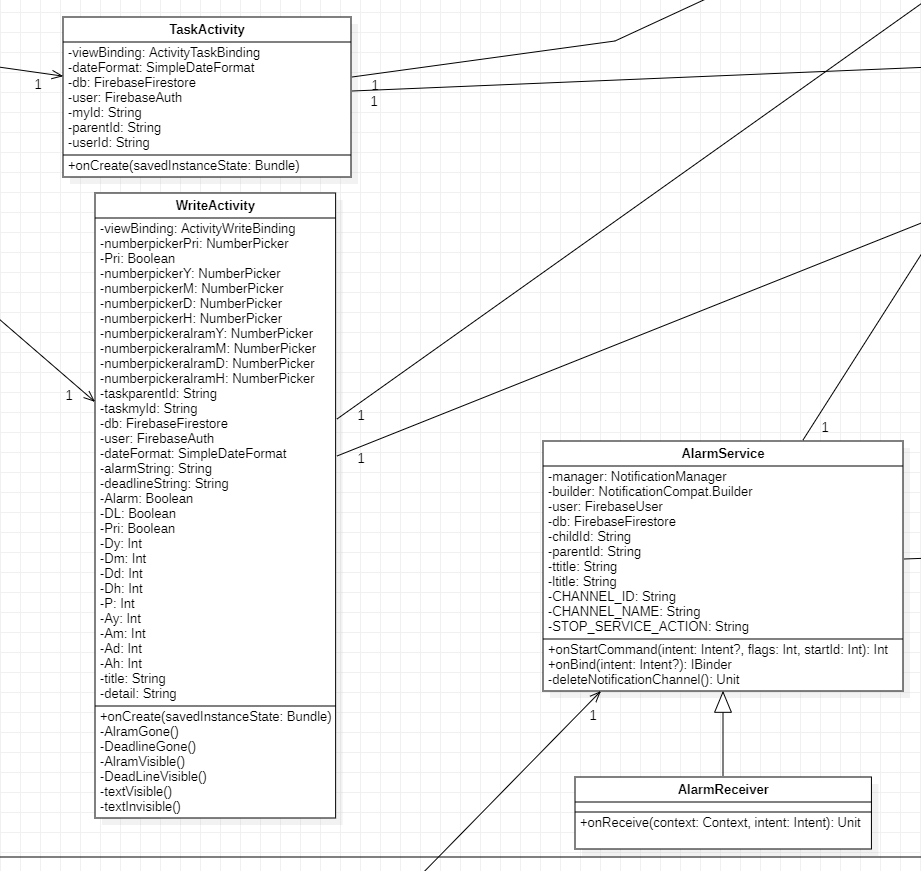 TaskActivity
-viewBinding: ActivityTaskBinding
-dateFormat: SimpleDateFormat
-db: FirebaseFirestore
-user: FirebaseAuth
-myId: String
-parentId: String
-userId: String
+onCreate(savedInstanceState: Bundle)
1
1
1
WriteActivity
-viewBinding: ActivityWriteBinding
-numberpickerPri: NumberPicker
-Pri: Boolean
-numberpickerY: NumberPicker
-numberpickerM: NumberPicker
-numberpickerD: NumberPicker
-numberpickerH: NumberPicker
-numberpickeralramY: NumberPicker
-numberpickeralramM: NumberPicker
-numberpickeralramD: NumberPicker
-numberpickeralramH: NumberPicker
-taskparentId: String
-taskmyId: String
-db: FirebaseFirestore
-user: FirebaseAuth
-dateFormat: SimpleDateFormat
-alarmString: String
-deadlineString: String
-Alarm: Boolean
-DL: Boolean
-Pri: Boolean
-Dy: Int
-Dm: Int
-Dd: Int
-Dh: Int
-P: Int
-Ay: Int
-Am: Int
-Ad: Int
-Ah: Int
-title: String
-detail: String
+onCreate(savedInstanceState: Bundle)
-AlramGone()
-DeadlineGone()
-AlramVisible()
-DeadLineVisible()
-textVisible()
-textInvisible()
1
1
1
1
AlarmService
-manager: NotificationManager
-builder: NotificationCompat.Builder
-user: FirebaseUser
-db: FirebaseFirestore
-childId: String
-parentId: String
-ttitle: String
-ltitle: String
-CHANNEL_ID: String
-CHANNEL_NAME: String
-STOP_SERVICE_ACTION: String
+onStartCommand(intent: Intent?, flags: Int, startId: Int): Int
+onBind(intent: Intent?): IBinder
-deleteNotificationChannel(): Unit
1
AlarmReceiver
+onReceive(context: Context, intent: Intent): Unit